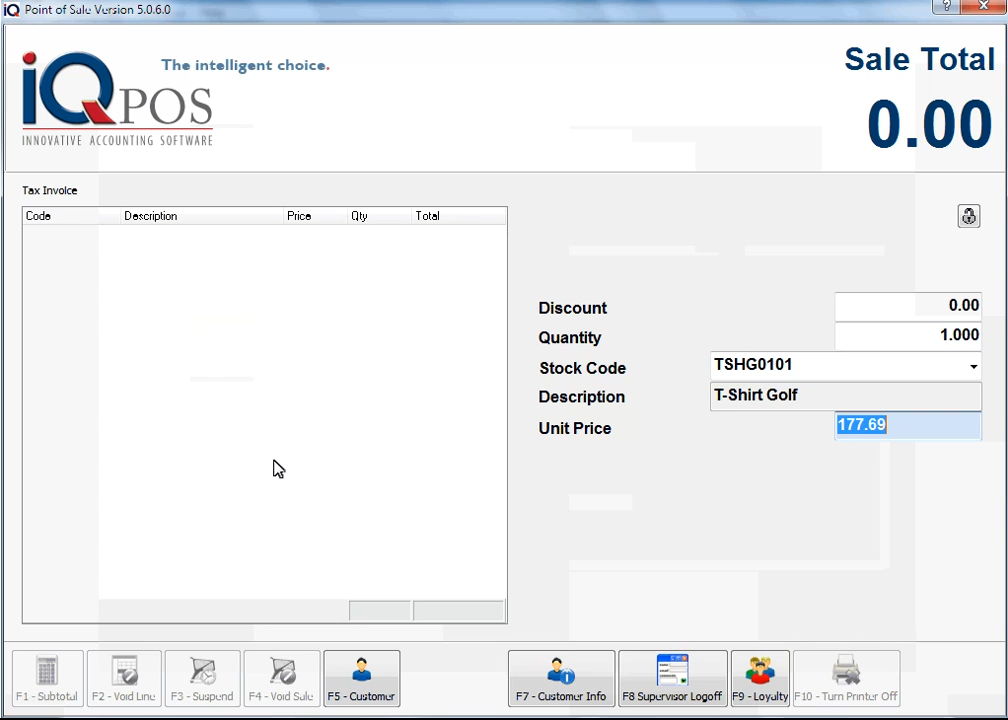 iQ Point of Sale Version 5.0.6.0
The intelligent choice.
iQPOS
INNOVATIVE ACCOUNTING SOFTWARE
Sale Total
0.00
Tax Invoice
Code Description Price Qty Total
Discount 0.00
Quantity 1.000
Stock Code TSHG0101
Description T-Shirt Golf
Unit Price 177.69
F1 - Subtotal F2 - Void Line F3 - Suspend F4 - Void Sale F5 - Customer F7 - Customer Info F8 Supervisor Logoff F9 - Loyalty F10 - Turn Printer Off